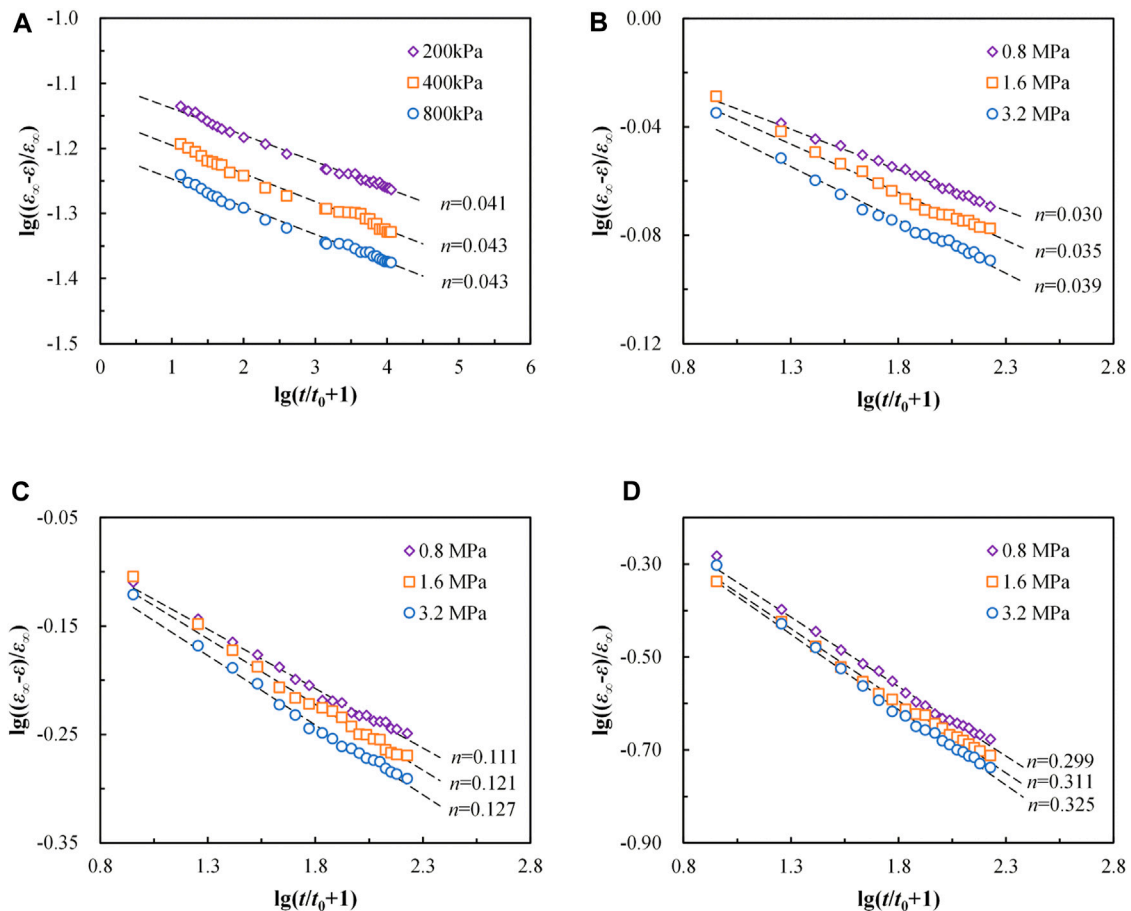 A
lg((ε∞-ε)/ε∞)
-1.0
-1.1
-1.2
-1.3
-1.4
-1.5
200kPa
400kPa
800kPa
n=0.041
n=0.043
n=0.043
0 1 2 3 4 5 6
lg(t/t0+1)
B
lg((ε∞-ε)/ε∞)
0.00
-0.04
-0.08
-0.12
0.8 MPa
1.6 MPa
3.2 MPa
n=0.030
n=0.035
n=0.039
0.8 1.3 1.8 2.3 2.8
lg(t/t0+1)
C
lg((ε∞-ε)/ε∞)
-0.05
-0.15
-0.25
-0.35
0.8 MPa
1.6 MPa
3.2 MPa
n=0.111
n=0.121
n=0.127
0.8 1.3 1.8 2.3 2.8
lg(t/t0+1)
D
lg((ε∞-ε)/ε∞)
-0.30
-0.50
-0.70
-0.90
0.8 MPa
1.6 MPa
3.2 MPa
n=0.299
n=0.311
n=0.325
0.8 1.3 1.8 2.3 2.8
lg(t/t0+1)